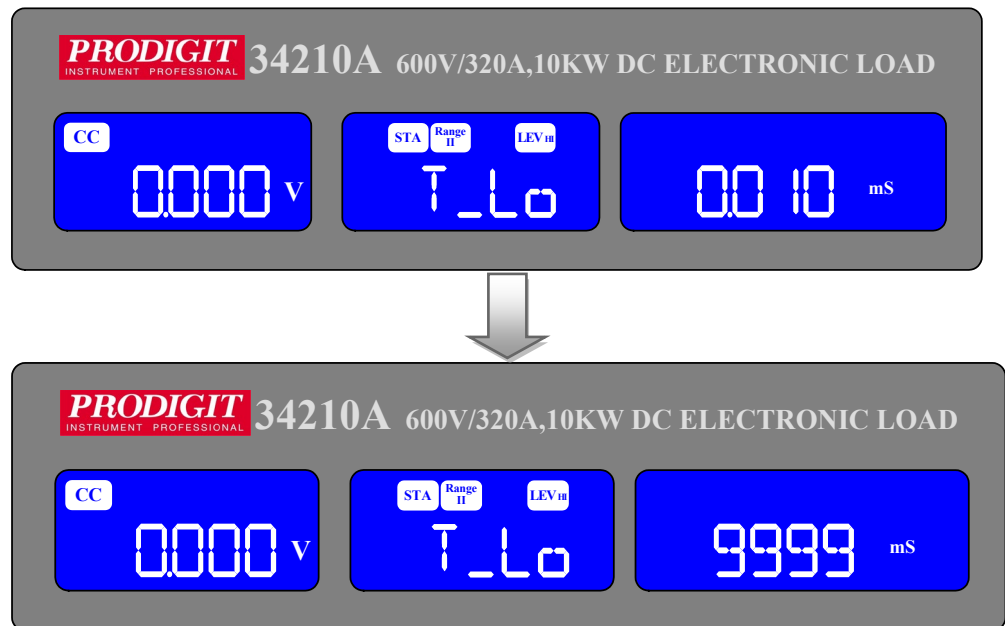 PRODIGIT
INSTRUMENT PROFESSIONAL
34210A 600V/320A,10KW DC ELECTRONIC LOAD
CC
0.000 V
STA Range II LEV HI
T_Lo
0.010 mS
PRODIGIT
INSTRUMENT PROFESSIONAL
34210A 600V/320A,10KW DC ELECTRONIC LOAD
CC
0.000 V
STA Range II LEV HI
T_Lo
9999 mS